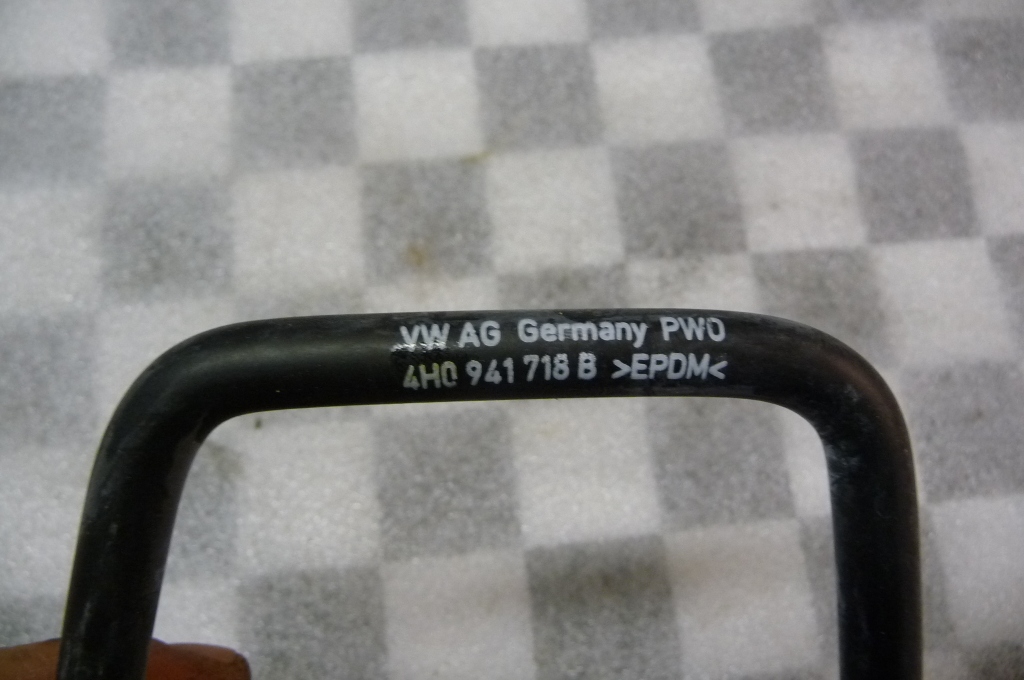 VW AG Germany PWO
4H0 941 718 B >EPDM<